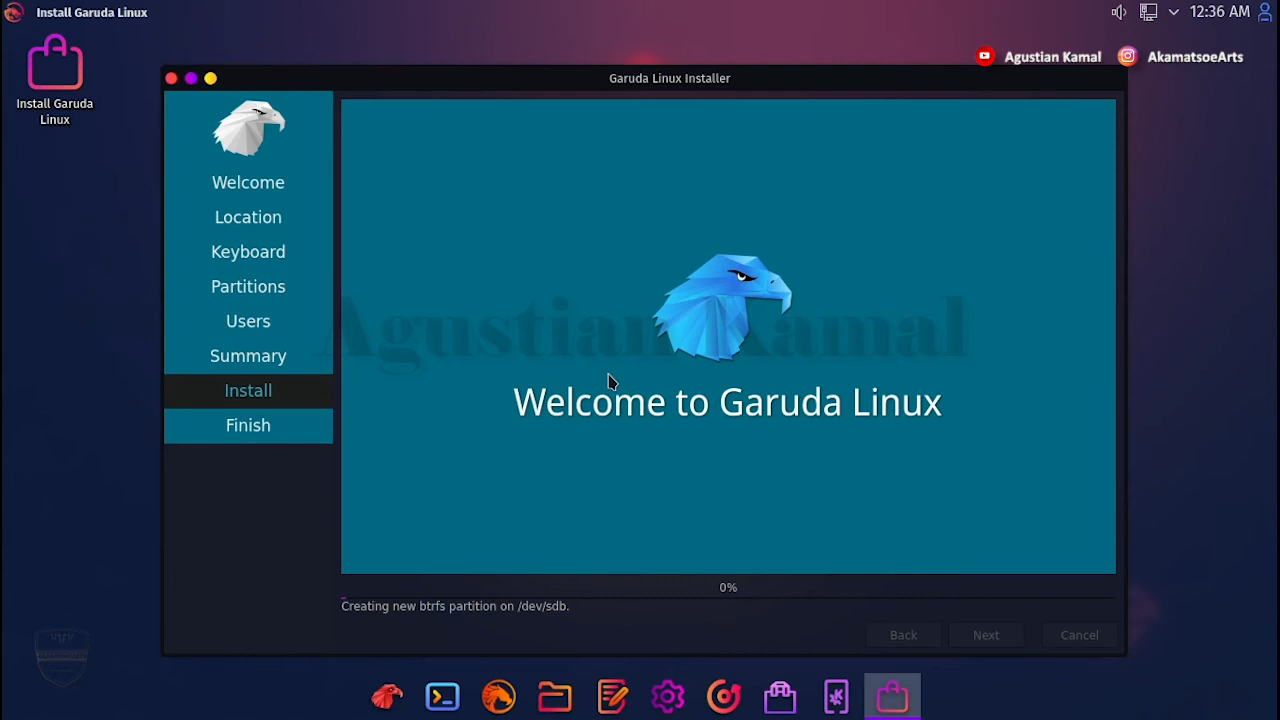 Install Garuda Linux
12:36 AM
Agustian Kamal
AkamatsoeArts
Install Garuda
Linux
Garuda Linux Installer
Welcome
Location
Keyboard
Partitions
Users
Summary
Install
Finish
Agustian Kamal
Welcome to Garuda Linux
0%
Creating new btrfs partition on /dev/sdb.
Back
Next
Cancel